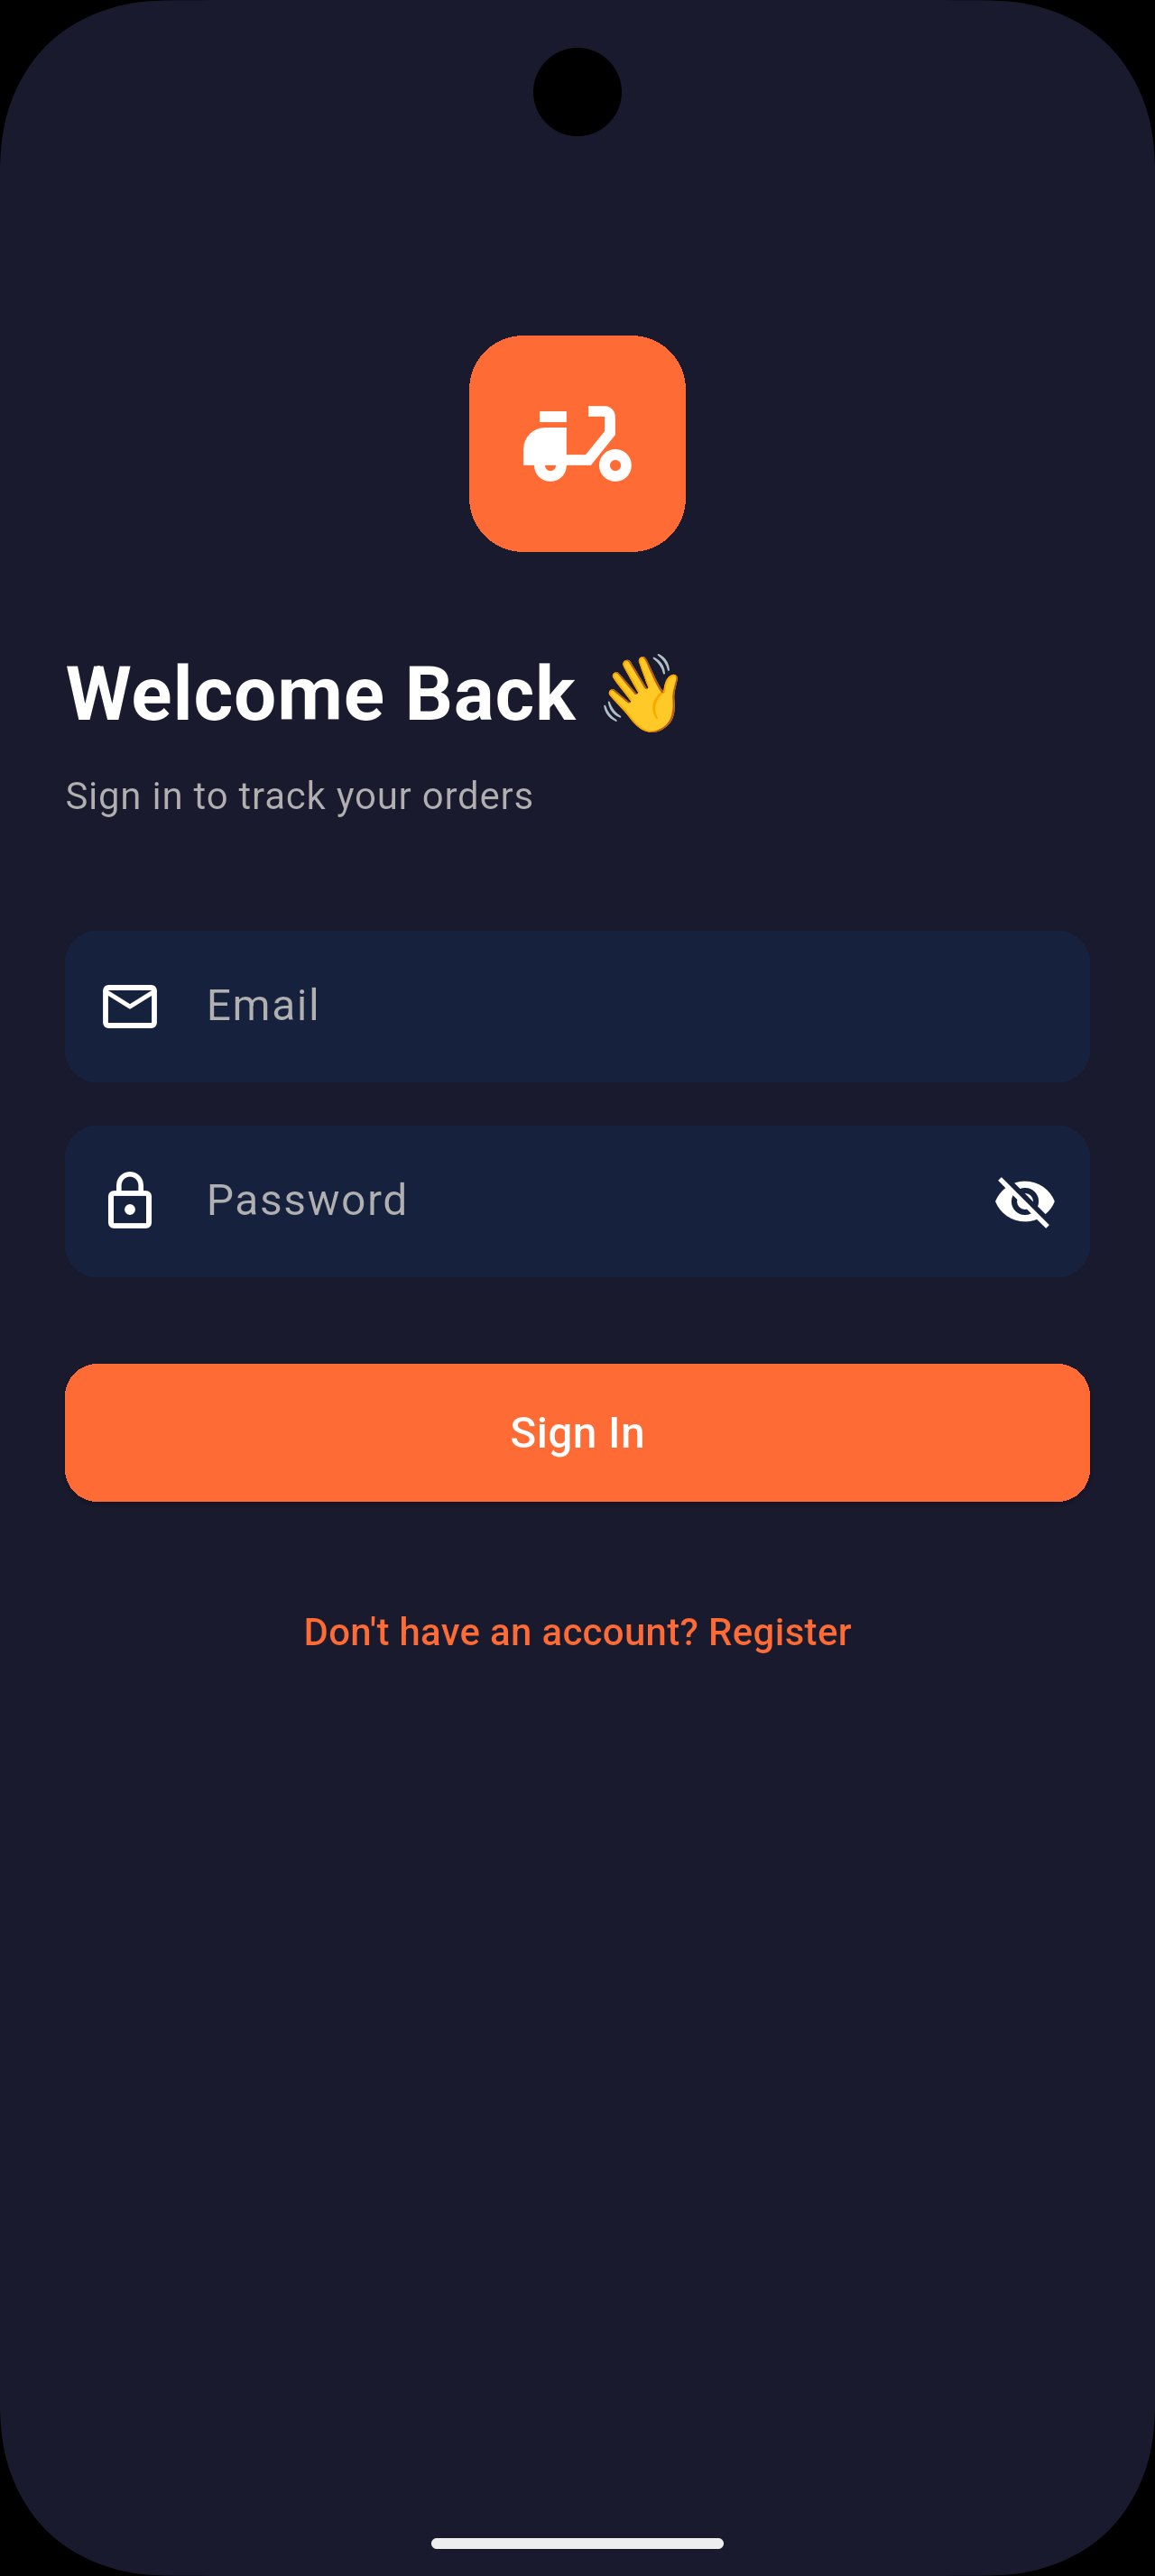 Welcome Back 👋
Sign in to track your orders
Email
Password
Sign In
Don't have an account? Register